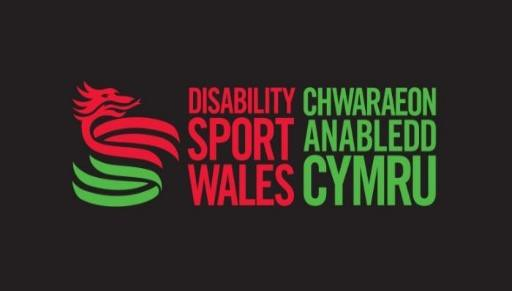 DISABILITY
SPORT
WALES
CHWARAEON
ANABLEDD
CYMRU